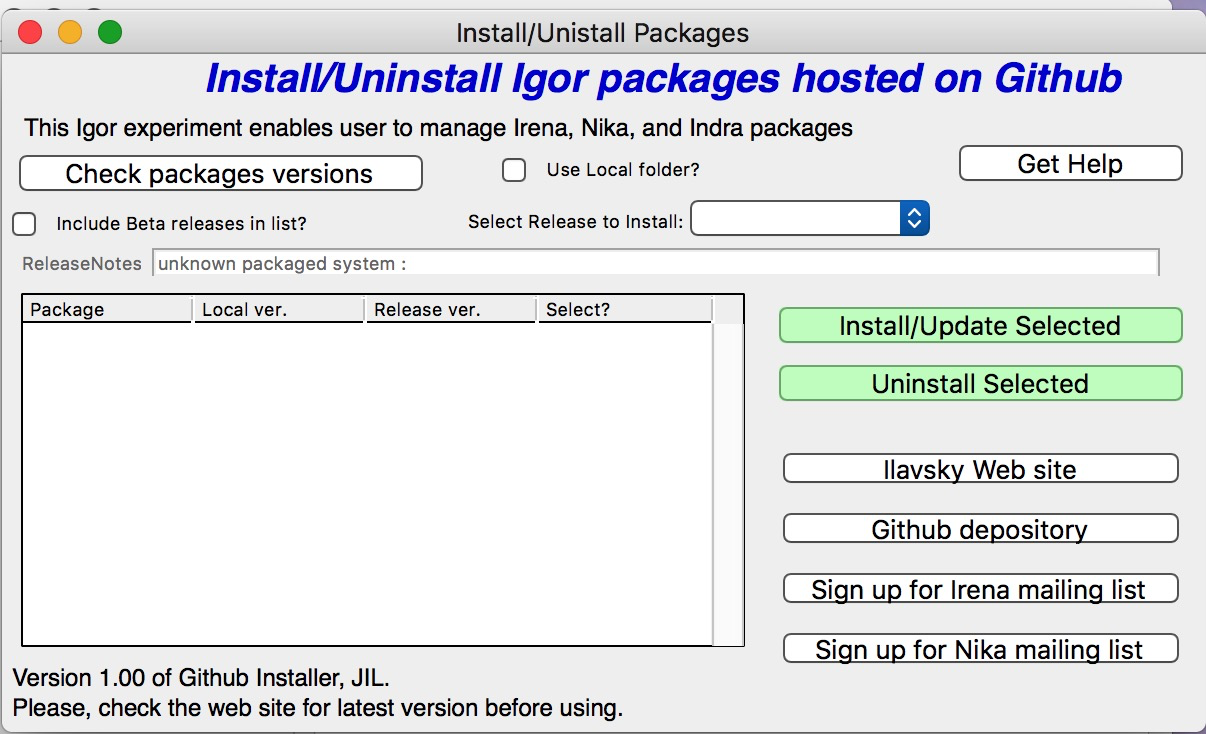 Install/Unistall Packages
Install/Uninstall Igor packages hosted on Github
This Igor experiment enables user to manage Irena, Nika, and Indra packages
Check packages versions
Use Local folder?
Get Help
Include Beta releases in list?
Select Release to Install:
ReleaseNotes unknown packaged system :
Package Local ver. Release ver. Select?
Install/Update Selected
Uninstall Selected
Ilavsky Web site
Github depository
Sign up for Irena mailing list
Sign up for Nika mailing list
Version 1.00 of Github Installer, JIL.
Please, check the web site for latest version before using.